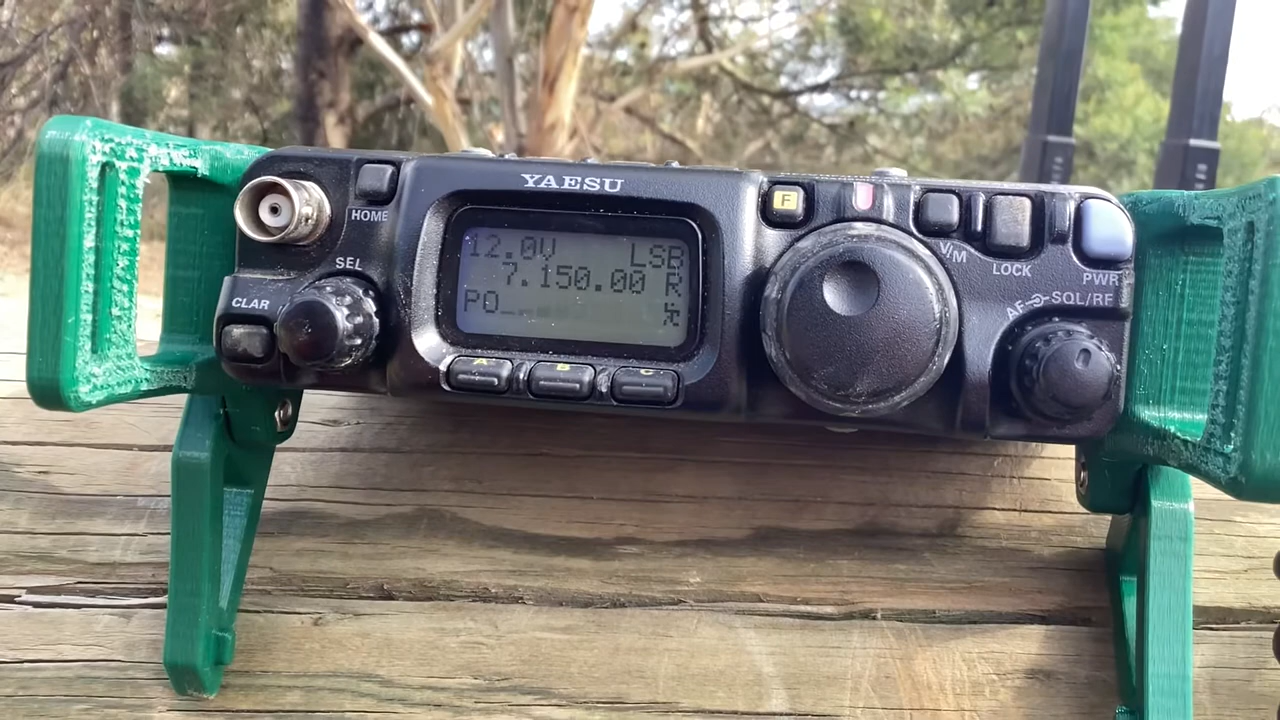 YAESU
F
HOME
V/M
LOCK
PWR
SEL
CLAR
AF SQL/RF
12.0V LSB
7.150.00 R
PO
A B C